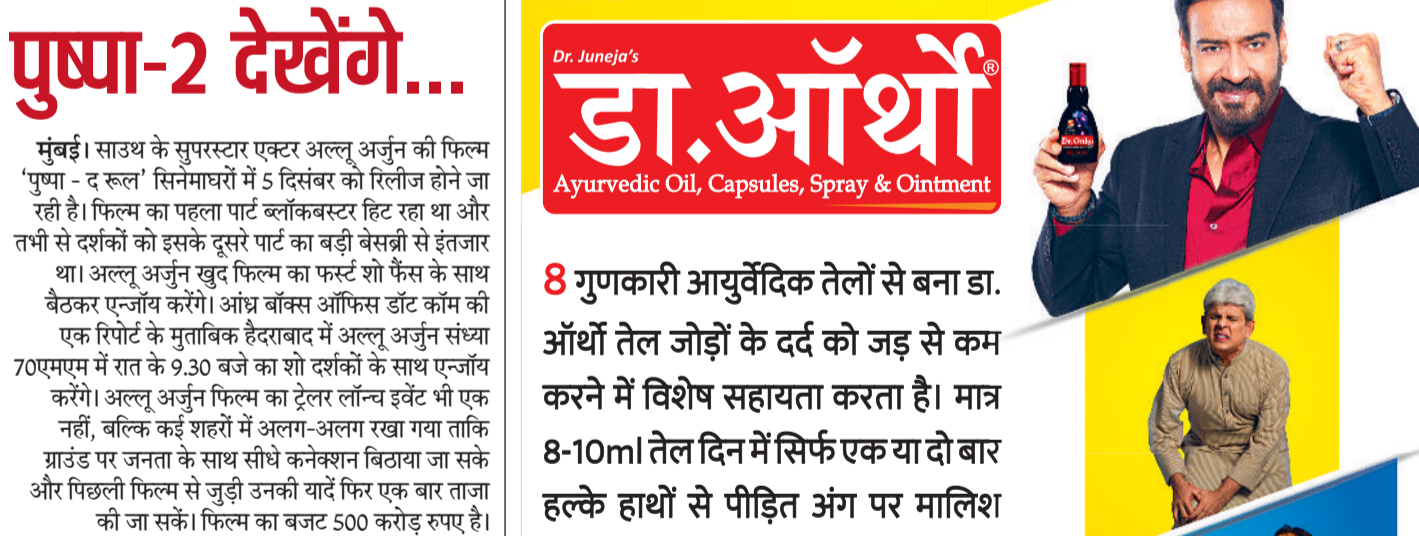 पुष्पा-2 देखेंगे...
मुंबई। साउथ के सुपरस्टार एक्टर अल्लू अर्जुन की फिल्म
‘पुष्पा - द रूल’ सिनेमाघरों में 5 दिसंबर को रिलीज होने जा
रही है। फिल्म का पहला पार्ट ब्लॉकबस्टर हिट रहा था और
तभी से दर्शकों को इसके दूसरे पार्ट का बड़ी बेसब्री से इंतजार
था। अल्लू अर्जुन खुद फिल्म का फर्स्ट शो फैंस के साथ
बैठकर एन्जॉय करेंगे। आंध्र बॉक्स ऑफिस डॉट कॉम की
एक रिपोर्ट के मुताबिक हैदराबाद में अल्लू अर्जुन संध्या
70एमएम में रात के 9.30 बजे का शो दर्शकों के साथ एन्जॉय
करेंगे। अल्लू अर्जुन फिल्म का ट्रेलर लॉन्च इवेंट भी एक
नहीं, बल्कि कई शहरों में अलग-अलग रखा गया ताकि
ग्राउंड पर जनता के साथ सीधे कनेक्शन बिठाया जा सके
और पिछली फिल्म से जुड़ी उनकी यादें फिर एक बार ताजा
की जा सकें। फिल्म का बजट 500 करोड़ रुपए है।
Dr. Juneja's
डा.ऑर्थो®
Ayurvedic Oil, Capsules, Spray & Ointment
8 गुणकारी आयुर्वेदिक तेलों से बना डा.
ऑर्थो तेल जोड़ों के दर्द को जड़ से कम
करने में विशेष सहायता करता है। मात्र
8-10ml तेल दिन में सिर्फ एक या दो बार
हल्के हाथों से पीड़ित अंग पर मालिश
Dr.Ortho